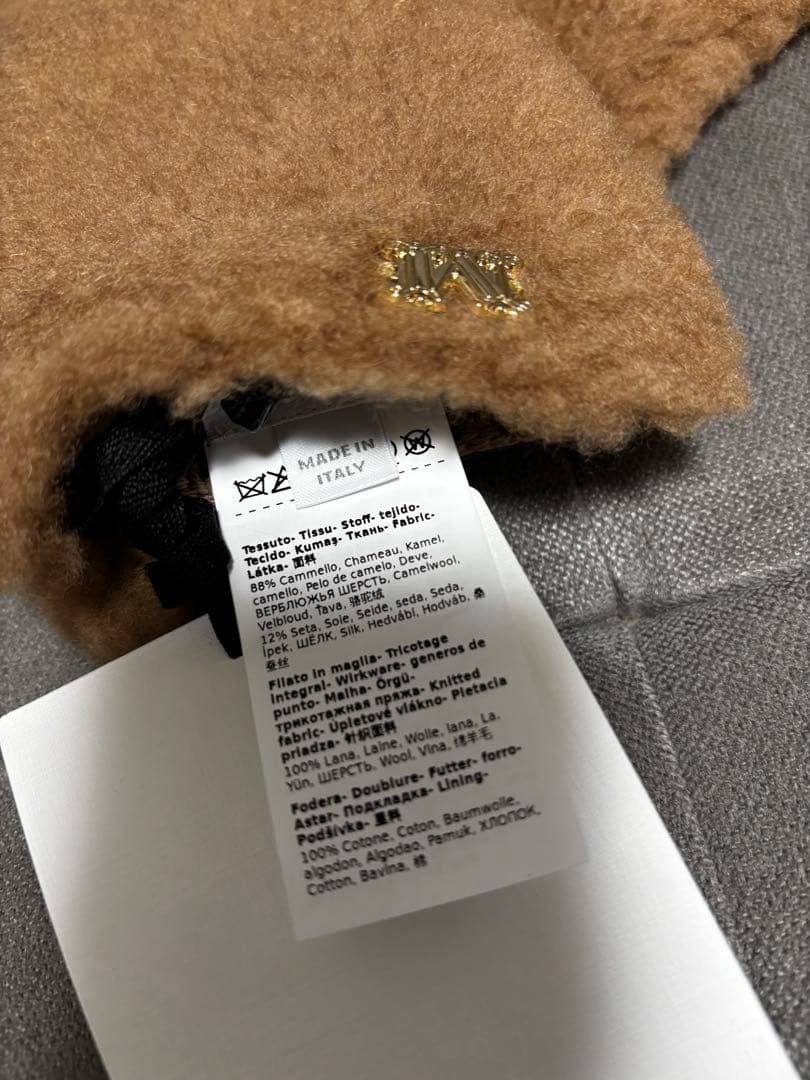 M
MADE IN
ITALY
Tessuto- Tissu- Stoff- tejido-
Tecido- Kumaş- Ткань- Fabric-
Látka- 面料
88% Cammello, Chameau, Kamel,
camello, Pelo de camelo, Deve,
ВЕРБЛЮЖЬЯ ШЕРСТЬ, Camelwool,
Velbloud, Ťava, 骆驼绒
12% Seta, Soie, Seide, seda, Seda,
İpek, ШЁЛК, Silk, Hedvábí, Hodváb, 桑
蚕丝
Filato in maglia- Tricotage
integral- Wirkware- generos de
punto- Malha- Örgü-
трикотажная пряжа- Knitted
fabric- Úpletové vlákno- Pletacia
priadza- 针织面料
100% Lana, Laine, Wolle, lana, La,
Yün, ШЕРСТЬ, Wool, Vlna, 绵羊毛
Fodera- Doublure- Futter- forro-
Astar- Подкладка- Lining-
Podšívka- 里料
100% Cotone, Coton, Baumwolle,
algodon, Algodao, Pamuk, ХЛОПОК,
Cotton, Bavlna, 棉